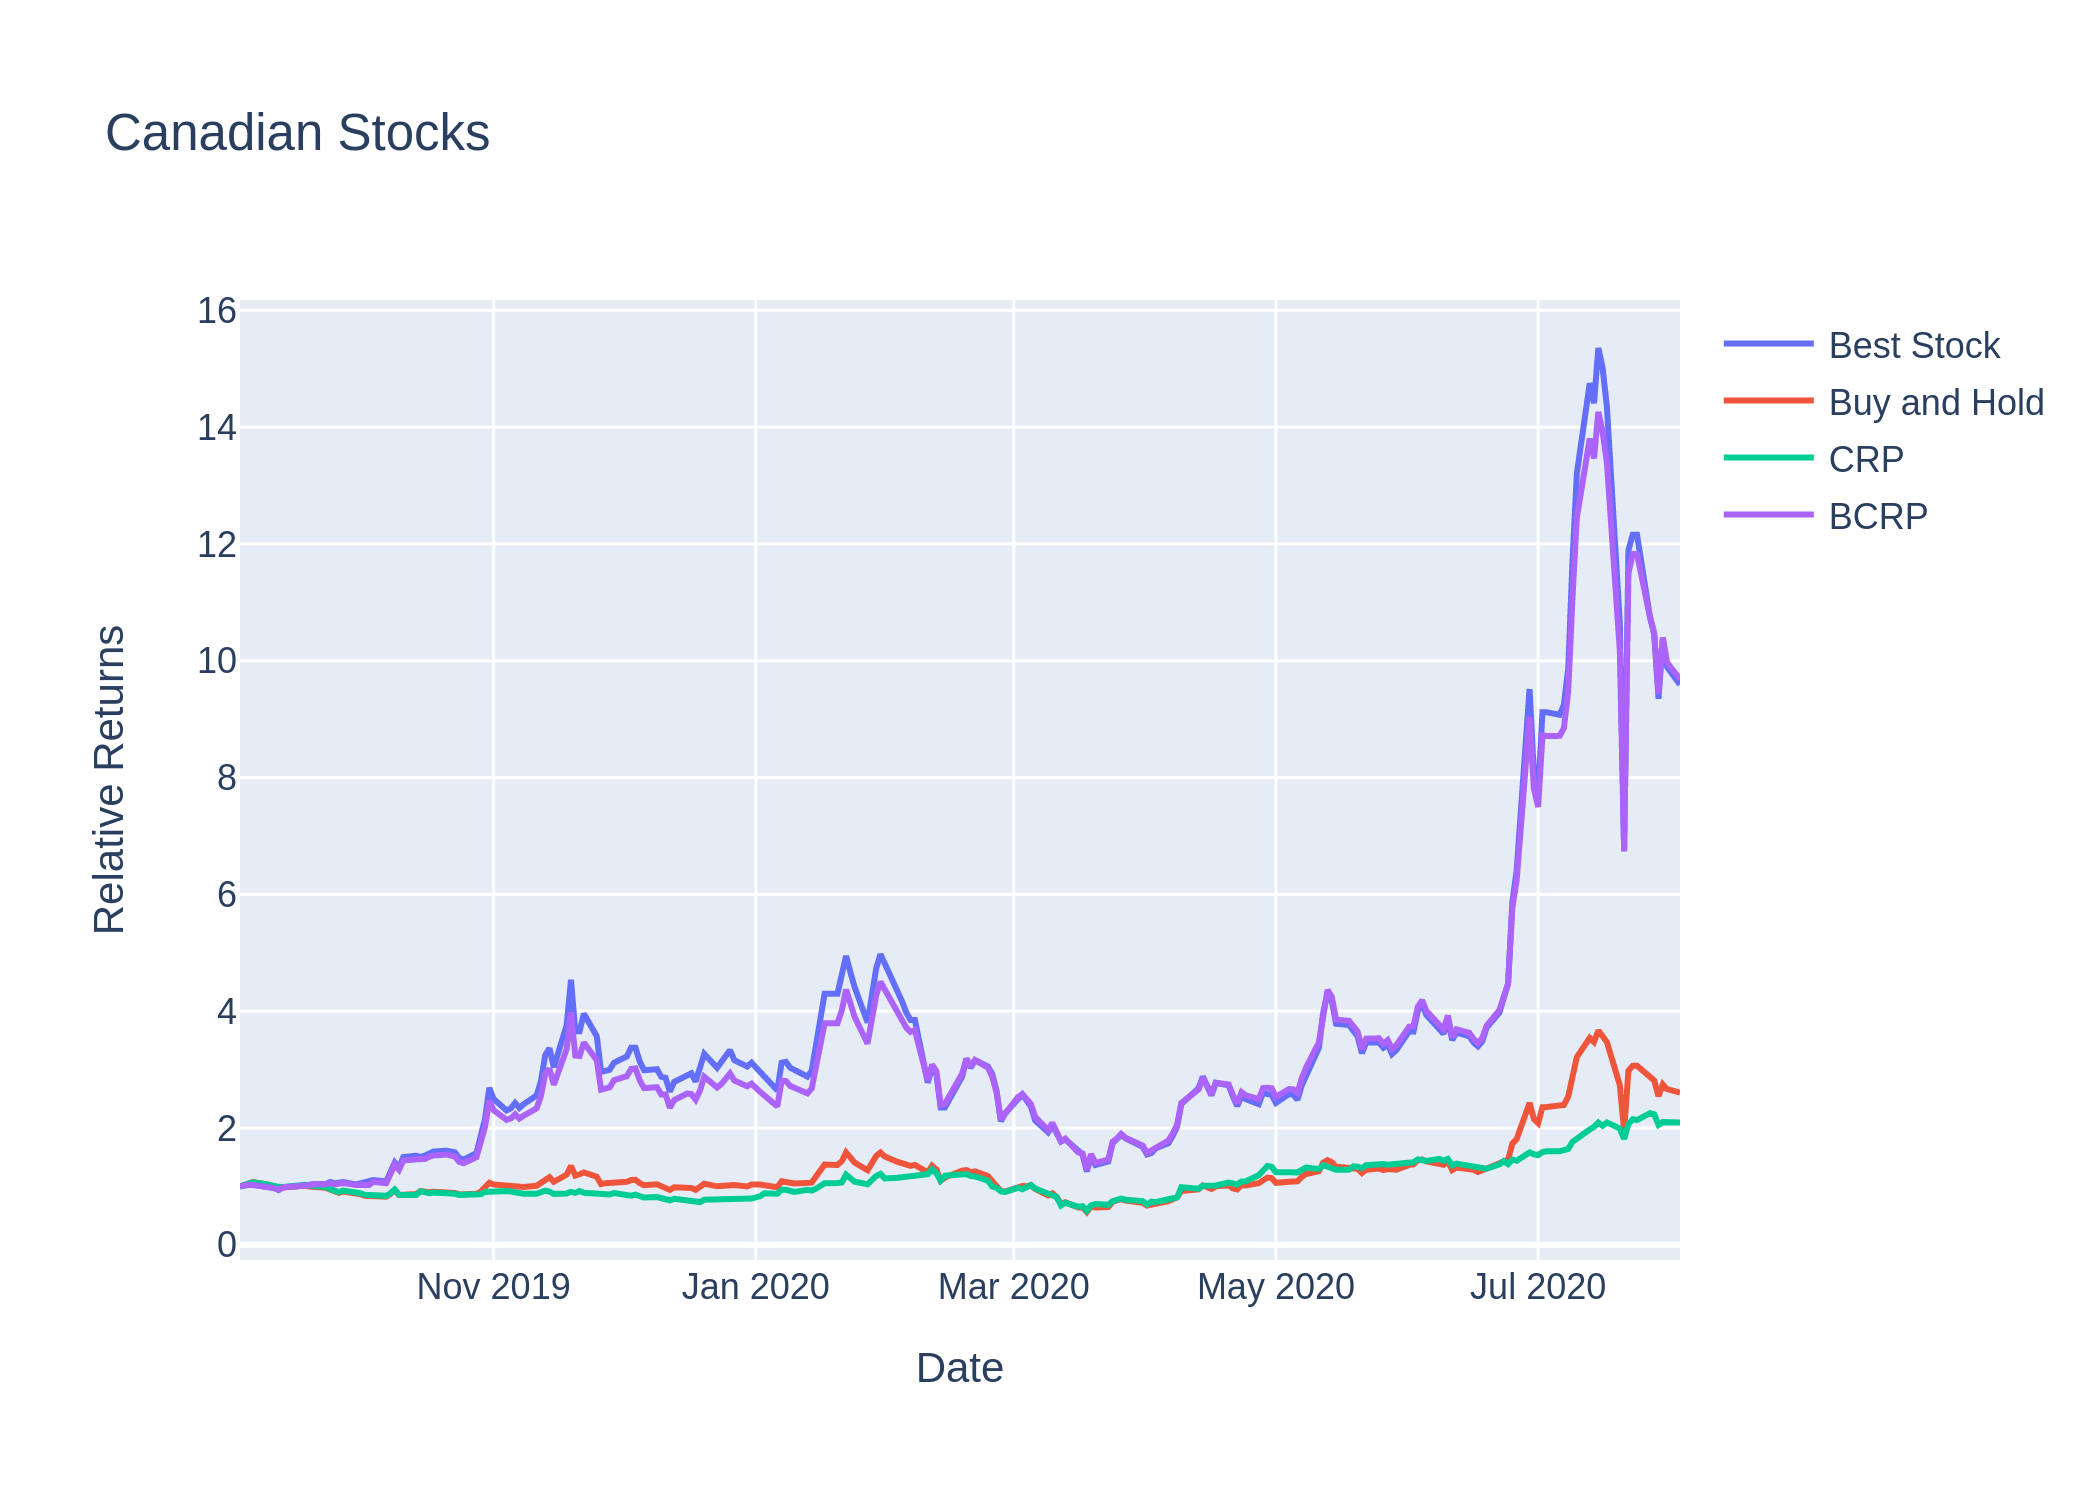 Canadian Stocks
16
14
12
10
8
6
4
2
0
Relative Returns
Nov 2019
Jan 2020
Mar 2020
May 2020
Jul 2020
Date
Best Stock
Buy and Hold
CRP
BCRP